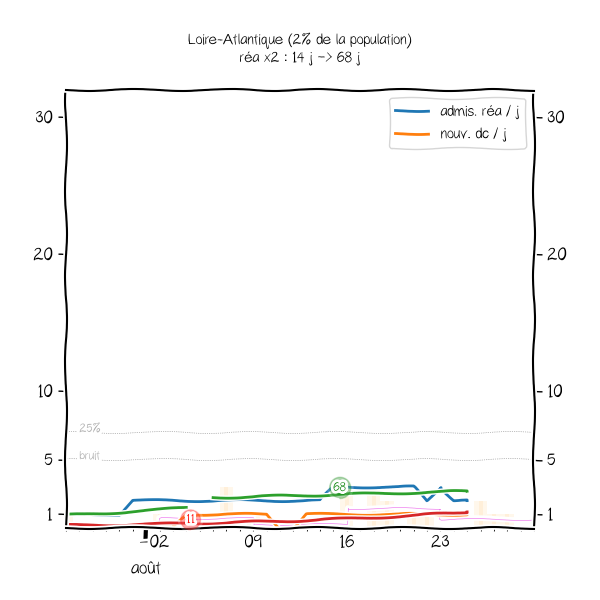 Loire-Atlantique (2% de la population)
réa x2 : 14 j -> 68 j
admis. réa / j
nouv. dc / j
30
30
20
20
10
10
25%
5
bruit
5
68
1
11
1
02
09
16
23
août